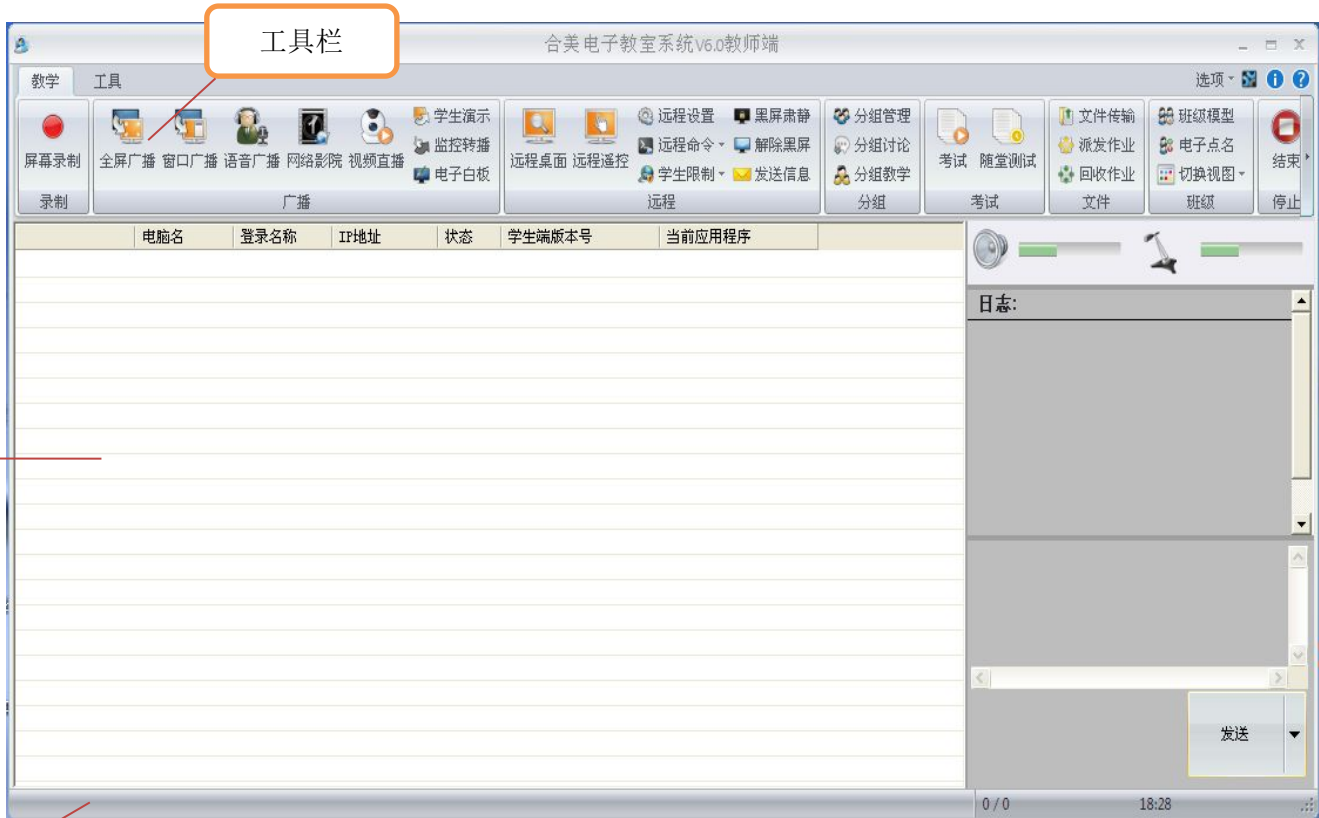 工具栏
合美电子教室系统V6.0教师端
教学 工具 选项
屏幕录制 全屏广播 窗口广播 语音广播 网络影院 视频直播 学生演示 监控转播 电子白板 远程桌面 远程遥控 远程设置 黑屏肃静 远程命令 解除黑屏 学生限制 发送信息 分组管理 分组讨论 分组教学 考试 随堂测试 文件传输 派发作业 回收作业 班级模型 电子点名 切换视图 结束
录制 广播 远程 分组 考试 文件 班级 停止
电脑名 登录名称 IP地址 状态 学生端版本号 当前应用程序
日志:
发送
0 / 0 18:28